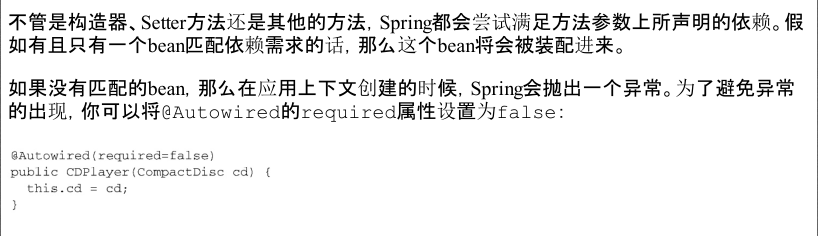 不管是构造器、Setter方法还是其他的方法，Spring都会尝试满足方法参数上所声明的依赖。假
如有且只有一个bean匹配依赖需求的话，那么这个bean将会被装配进来。
如果没有匹配的bean，那么在应用上下文创建的时候，Spring会抛出一个异常。为了避免异常
的出现，你可以将@Autowired的required属性设置为false：
@Autowired(required=false)
public CDPlayer(CompactDisc cd) {
  this.cd = cd;
}